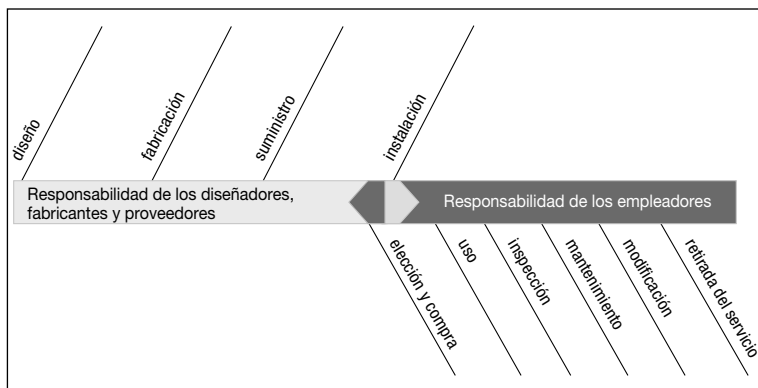 diseño
fabricación
suministro
instalación
Responsabilidad de los diseñadores,
fabricantes y proveedores
Responsabilidad de los empleadores
elección y compra
uso
inspección
mantenimiento
modificación
retirada del servicio